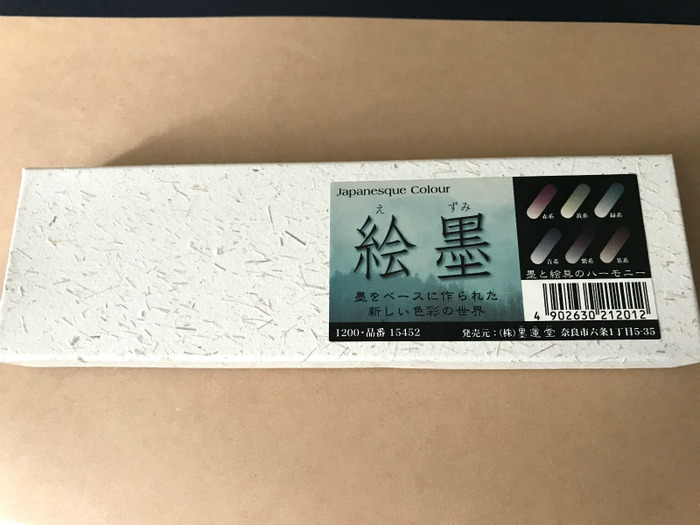 Japanesque Colour
え ずみ
絵墨
墨をベースに作られた
新しい色彩の世界
1200・品番 15452
発売元：(株)墨運堂 奈良市六条1丁目5-35
赤系 黄系 緑系
青系 紫系 茶系
墨と絵具のハーモニー
4 902630 212012